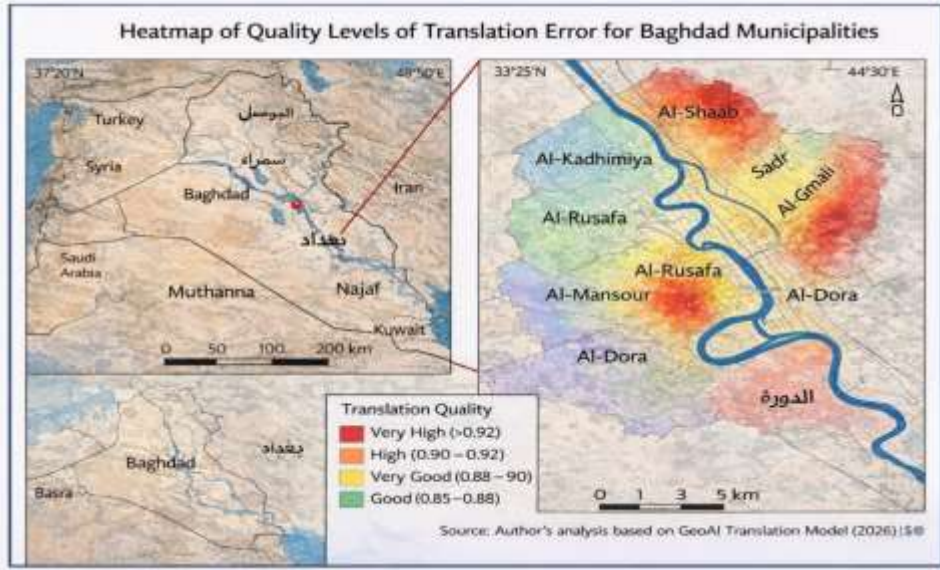 Heatmap of Quality Levels of Translation Error for Baghdad Municipalities
37°20'N
48°50'E
Turkey
Syria
سمراء
Baghdad
Iran
بغداد
Saudi
Arabia
Muthanna
Najaf
Kuwait
0 50 100 200 km
33°25'N
44°30'E
Al-Shaab
Al-Kadhimiya
Sadr
Al-Gmali
Al-Rusafa
Al-Rusafa
Al-Mansour
Al-Dora
Al-Dora
الدورة
0 1 3 5 km
Baghdad
بغداد
Basra
Translation Quality
Very High (>0.92)
High (0.90 – 0.92)
Very Good (0.88 – 90)
Good (0.85–0.88)
Source: Author's analysis based on GeoAI Translation Model (2026)